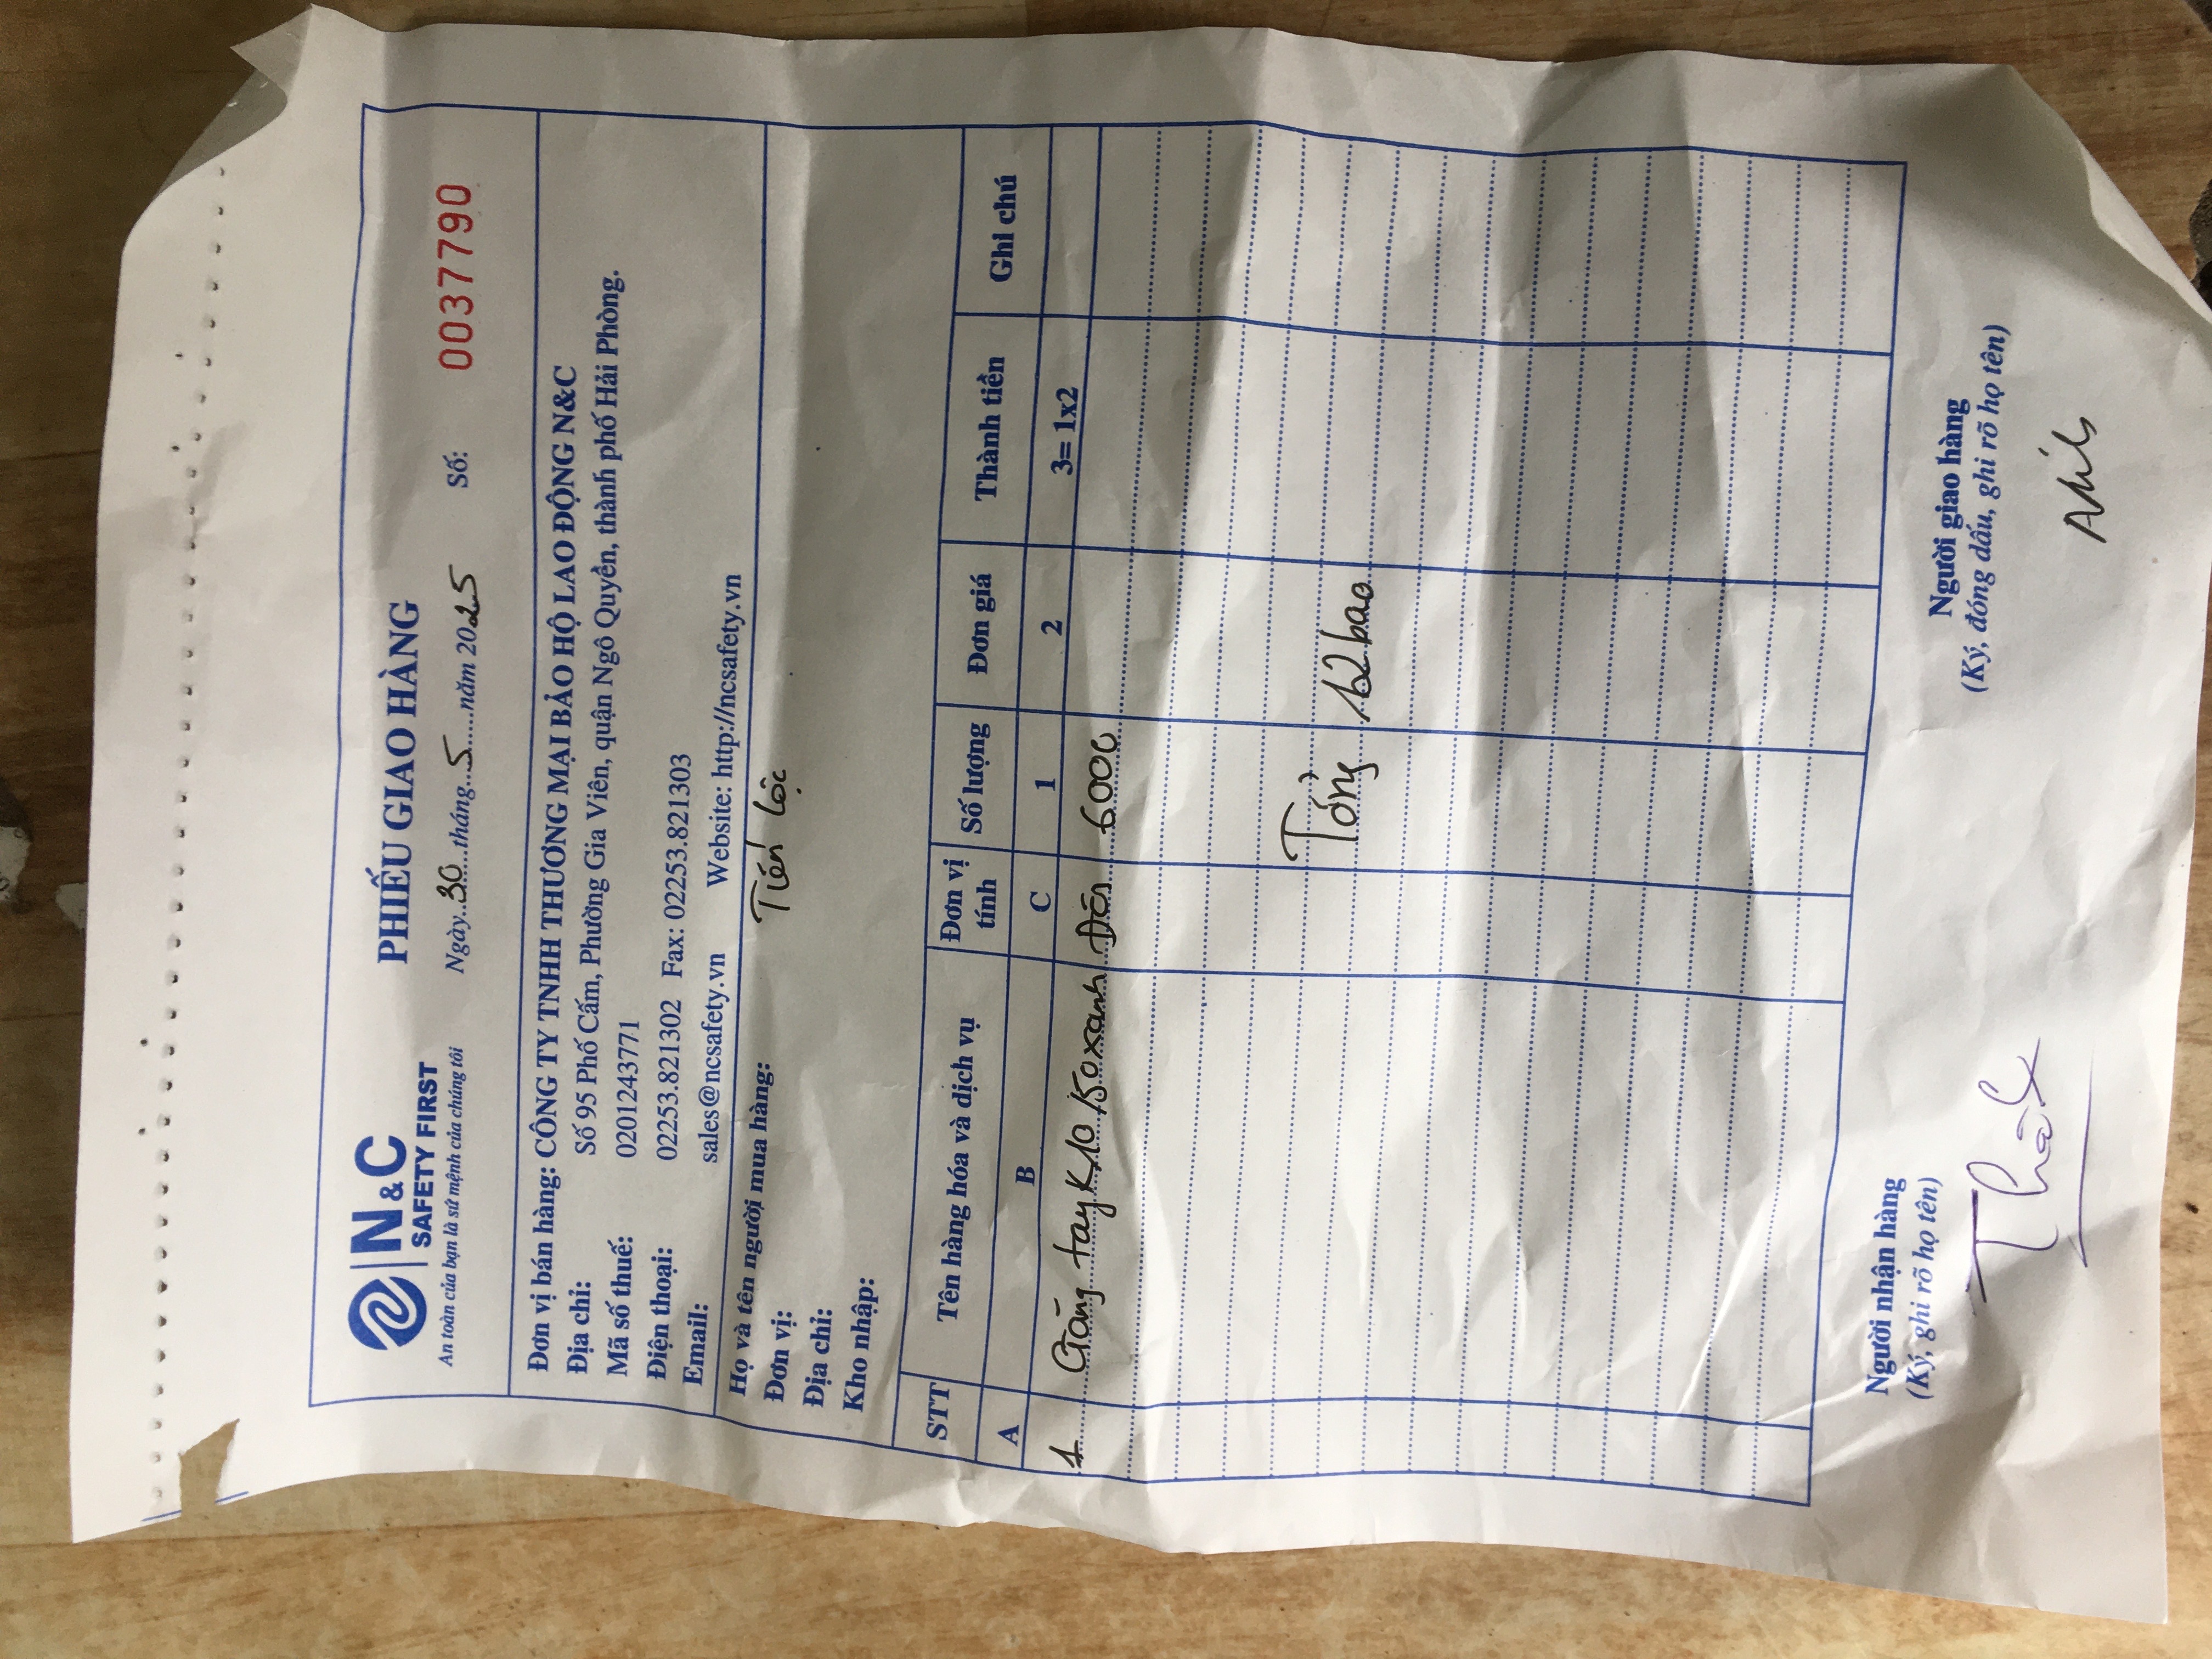 N&C
SAFETY FIRST
An toàn của bạn là sứ mệnh của chúng tôi
PHIẾU GIAO HÀNG
Ngày..30....tháng..5......năm 2025 Số: 0037790
Đơn vị bán hàng: CÔNG TY TNHH THƯƠNG MẠI BẢO HỘ LAO ĐỘNG N&C
Địa chỉ: Số 95 Phố Cấm, Phường Gia Viên, quận Ngô Quyền, thành phố Hải Phòng.
Mã số thuế: 0201243771
Điện thoại: 02253.821302 Fax: 02253.821303
Email: sales@ncsafety.vn Website: http://ncsafety.vn
Họ và tên người mua hàng: Tiến Lộc
Đơn vị:
Địa chỉ:
Kho nhập:
STT Tên hàng hóa và dịch vụ Đơn vị tính Số lượng Đơn giá Thành tiền Ghi chú
A B C 1 2 3= 1x2
1 Găng tay K10 BO xanh Đôi 6000
Tổng 12 bao
Người nhận hàng Người giao hàng
(Ký, ghi rõ họ tên) (Ký, đóng dấu, ghi rõ họ tên)